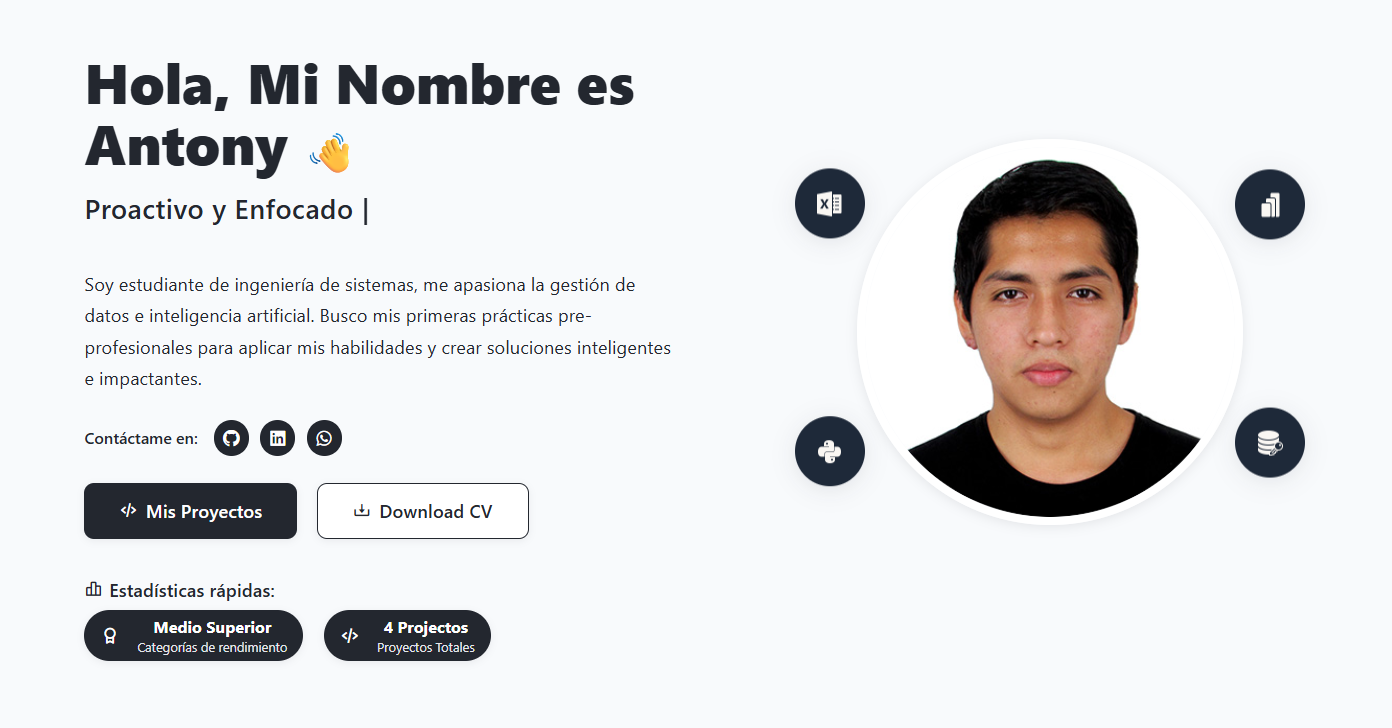 Hola, Mi Nombre es
Antony 👋
Proactivo y Enfocado |
Soy estudiante de ingeniería de sistemas, me apasiona la gestión de
datos e inteligencia artificial. Busco mis primeras prácticas pre-
profesionales para aplicar mis habilidades y crear soluciones inteligentes
e impactantes.
Contáctame en:
Mis Proyectos
Download CV
Estadísticas rápidas:
Medio Superior
Categorías de rendimiento
4 Projectos
Proyectos Totales